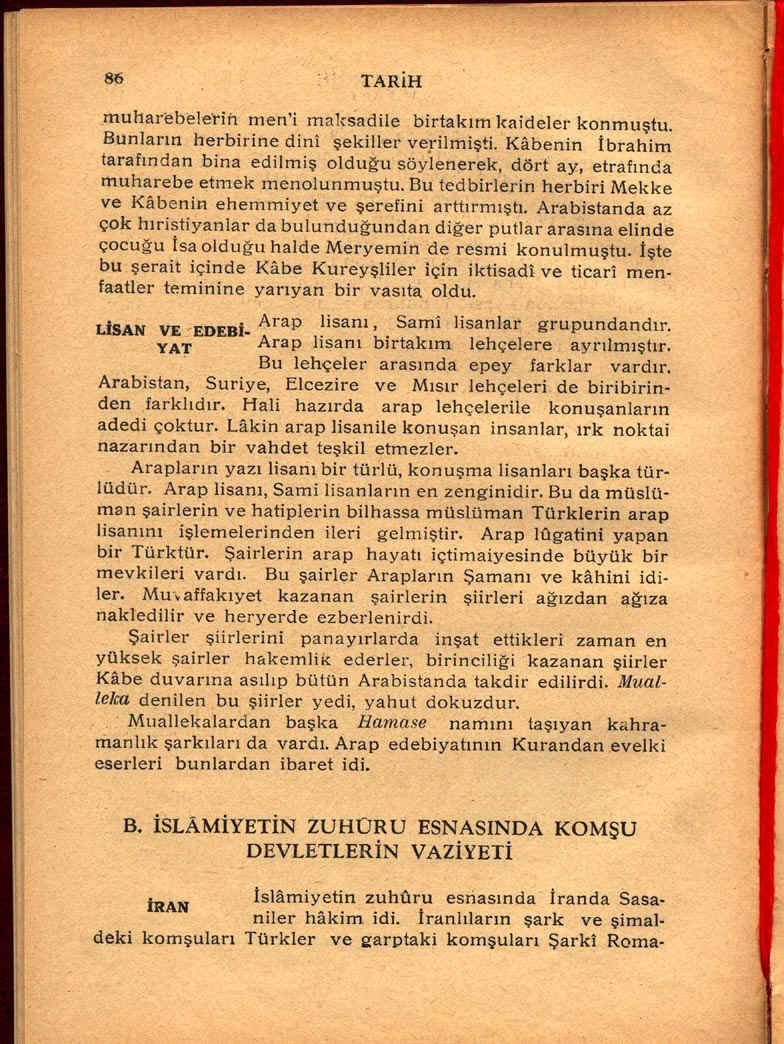 86
TARİH
muharebelerin men'i maksadile birtakım kaideler konmuştu.
Bunların herbirine dinî şekiller verilmişti. Kâbenin İbrahim
tarafından bina edilmiş olduğu söylenerek, dört ay, etrafında
muharebe etmek menolunmuştu. Bu tedbirlerin herbiri Mekke
ve Kâbenin ehemmiyet ve şerefini arttırmıştı. Arabistanda az
çok hıristiyanlar da bulunduğundan diğer putlar arasına elinde
çocuğu İsa olduğu halde Meryemin de resmi konulmuştu. İşte
bu şerait içinde Kâbe Kureyşliler için iktisadî ve ticarî men-
faatler teminine yarıyan bir vasıta oldu.
LİSAN VE EDEBİ-
YAT
Arap lisanı, Samî lisanlar grupundandır.
Arap lisanı birtakım lehçelere ayrılmıştır.
Bu lehçeler arasında epey farklar vardır.
Arabistan, Suriye, Elcezire ve Mısır lehçeleri de biribirin-
den farklıdır. Hali hazırda arap lehçelerile konuşanların
adedi çoktur. Lâkin arap lisanile konuşan insanlar, ırk noktai
nazarından bir vahdet teşkil etmezler.
Arapların yazı lisanı bir türlü, konuşma lisanları başka tür-
lüdür. Arap lisanı, Sami lisanların en zenginidir. Bu da müslü-
man şairlerin ve hatiplerin bilhassa müslüman Türklerin arap
lisanını işlemelerinden ileri gelmiştir. Arap lûgatini yapan
bir Türktür. Şairlerin arap hayatı içtimaiyesinde büyük bir
mevkileri vardı. Bu şairler Arapların Şamanı ve kâhini idi-
ler. Muvaffakıyet kazanan şairlerin şiirleri ağızdan ağıza
nakledilir ve heryerde ezberlenirdi.
Şairler şiirlerini panayırlarda inşat ettikleri zaman en
yüksek şairler hakemlik ederler, birinciliği kazanan şiirler
Kâbe duvarına asılıp bütün Arabistanda takdir edilirdi. Mual-
leka denilen bu şiirler yedi, yahut dokuzdur.
Muallekalardan başka Hamase namını taşıyan kahra-
manlık şarkıları da vardı. Arap edebiyatının Kurandan evelki
eserleri bunlardan ibaret idi.
B. İSLÂMİYETİN ZUHÛRU ESNASINDA KOMŞU
DEVLETLERİN VAZİYETİ
İRAN
İslâmiyetin zuhûru esnasında İranda Sasa-
niler hâkim idi. İranlıların şark ve şimal-
deki komşuları Türkler ve garptaki komşuları Şarkî Roma-